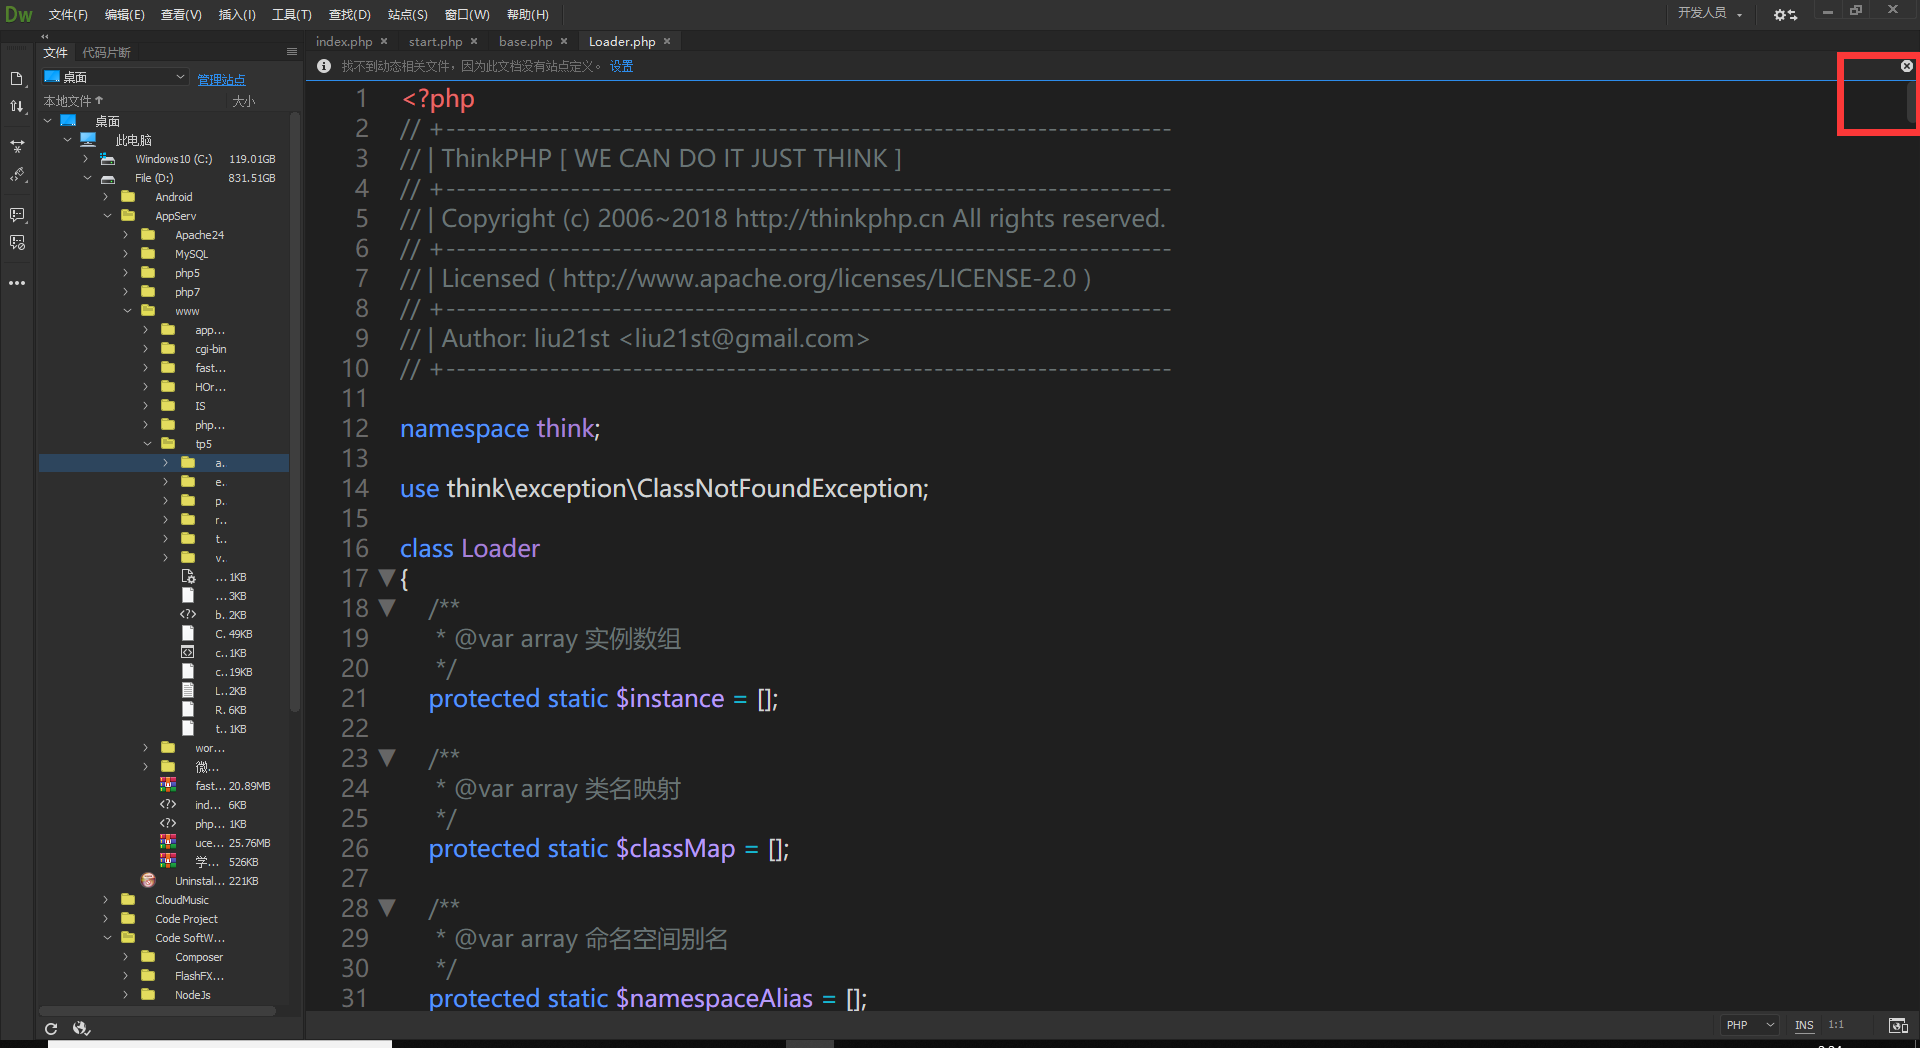 Dw 文件(F) 编辑(E) 查看(V) 插入(I) 工具(T) 查找(D) 站点(S) 窗口(W) 帮助(H) 开发人员
文件 代码片断
index.php start.php base.php Loader.php
找不到动态相关文件，因为此文档没有站点定义。 设置
桌面 管理站点
本地文件 大小
桌面
此电脑
Windows10 (C:) 119.01GB
File (D:) 831.51GB
Android
AppServ
Apache24
MySQL
php5
php7
www
app...
cgi-bin
fast...
HOr...
IS
php...
tp5
a..
e..
p..
r..
t..
v..
... 1KB
... 3KB
b.. 2KB
C. 49KB
c.. 1KB
c.. 19KB
L.. 2KB
R. 6KB
t.. 1KB
wor...
微...
fast... 20.89MB
ind... 6KB
php... 1KB
uce... 25.76MB
学... 526KB
Uninstal... 221KB
CloudMusic
Code Project
Code SoftW...
Composer
FlashFX...
NodeJs
1 <?php
2 // +----------------------------------------------------------------------
3 // | ThinkPHP [ WE CAN DO IT JUST THINK ]
4 // +----------------------------------------------------------------------
5 // | Copyright (c) 2006~2018 http://thinkphp.cn All rights reserved.
6 // +----------------------------------------------------------------------
7 // | Licensed ( http://www.apache.org/licenses/LICENSE-2.0 )
8 // +----------------------------------------------------------------------
9 // | Author: liu21st <liu21st@gmail.com>
10 // +----------------------------------------------------------------------
11
12 namespace think;
13
14 use think\exception\ClassNotFoundException;
15
16 class Loader
17 {
18 /**
19 * @var array 实例数组
20 */
21 protected static $instance = [];
22
23 /**
24 * @var array 类名映射
25 */
26 protected static $classMap = [];
27
28 /**
29 * @var array 命名空间别名
30 */
31 protected static $namespaceAlias = [];
PHP INS 1:1